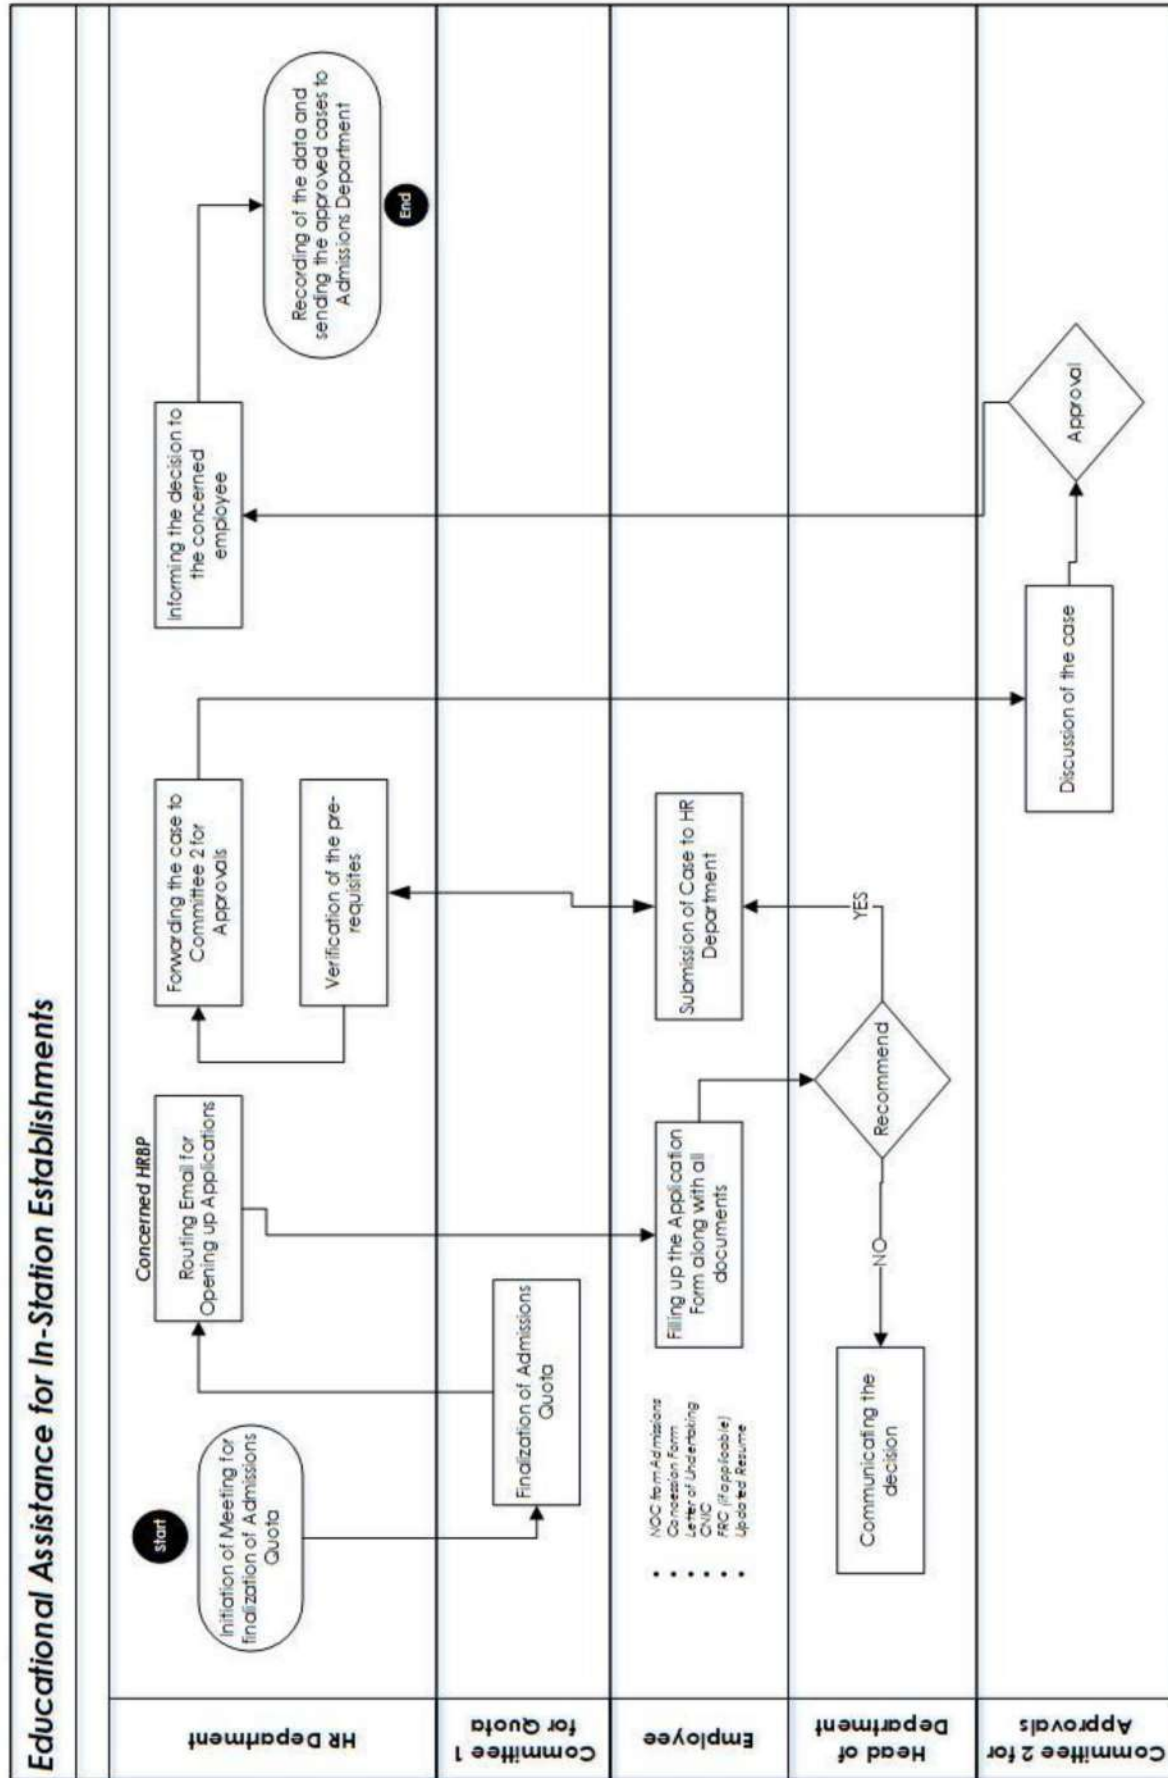 Educational Assistance for In-Station Establishments
HR Department
Start
Initiation of Meeting for
finalization of Admissions
Quota
Concerned HRBP
Routing Email for
Opening up Applications
Forwarding the case to
Committee 2 for
Approvals
Verification of the pre-
requisites
Informing the decision to
the concerned
employee
Recording of the data and
sending the approved cases to
Admissions Department
End
Committee 1
for Quota
Finalization of Admissions
Quota
Employee
• NOC from Admissions
• Concession Form
• Letter of Undertaking
• CNIC
• FRC (if applicable)
• Updated Resume
Filling up the Application
Form along with all
documents
Submission of Case to HR
Department
Head of
Department
Communicating the
decision
NO
Recommend
YES
Committee 2 for
Approvals
Discussion of the case
Approval